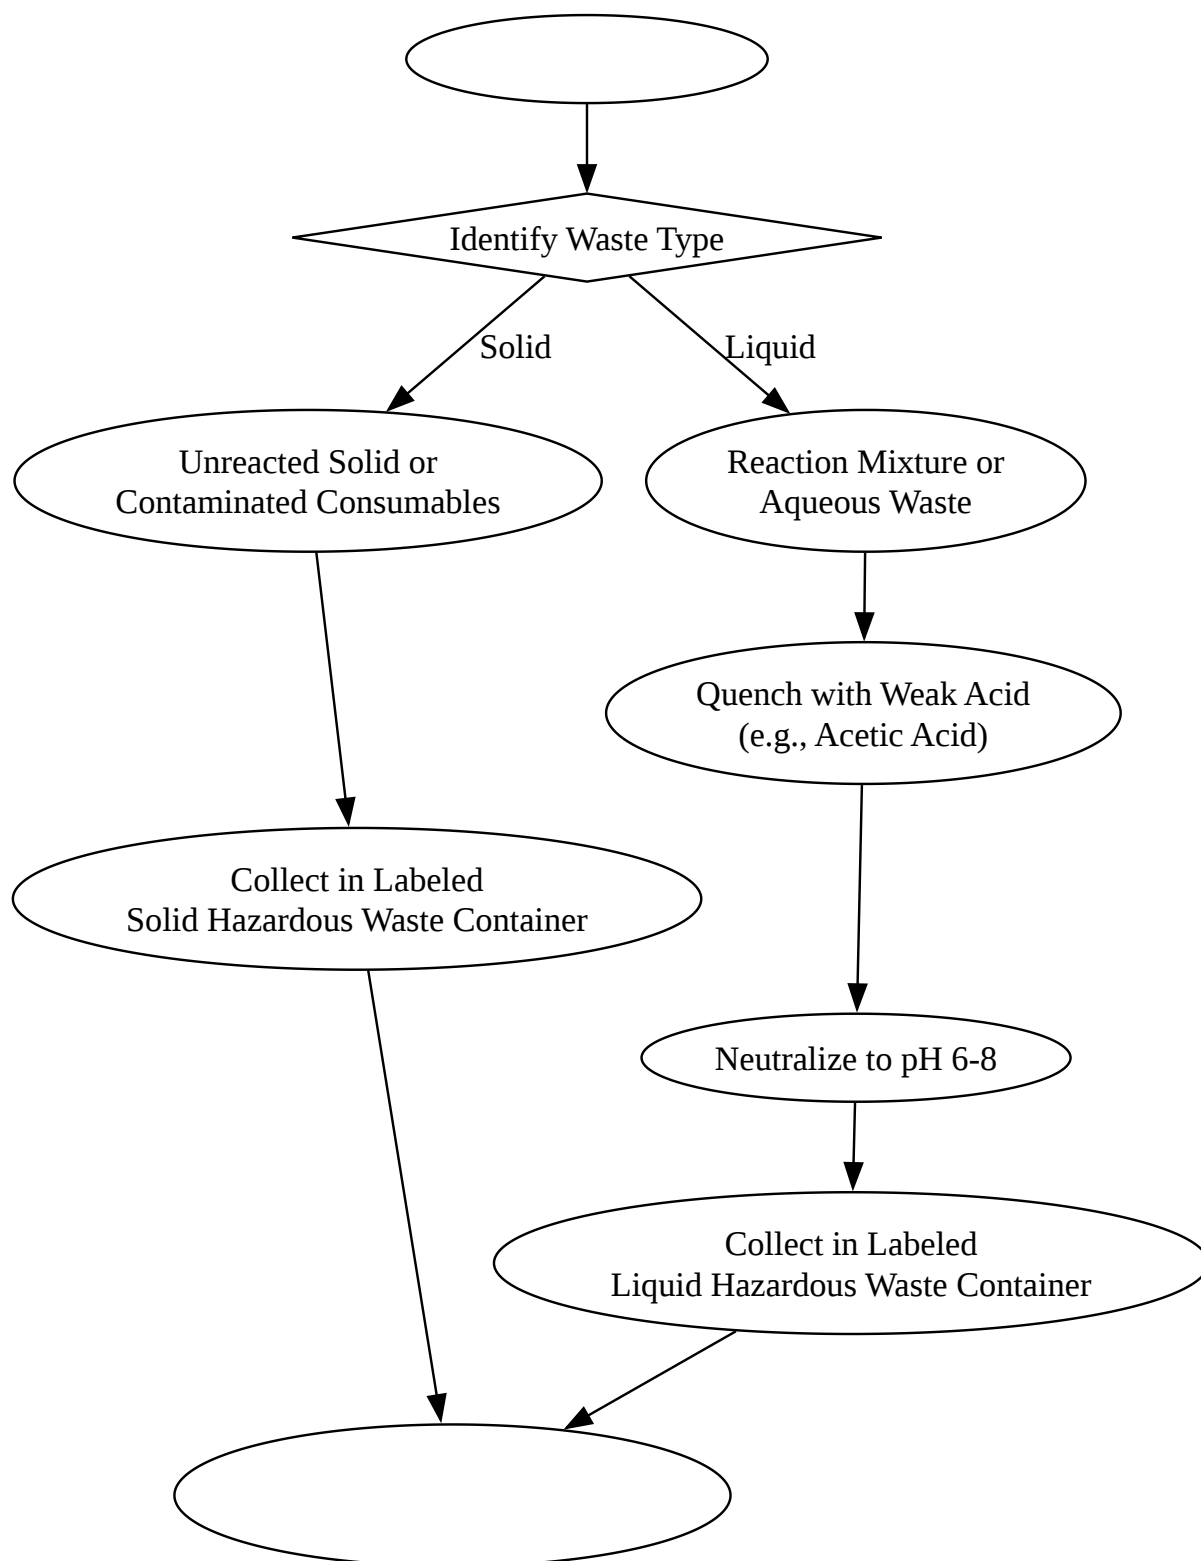 Identify Waste Type
Solid
Liquid
Unreacted Solid or
Contaminated Consumables
Reaction Mixture or
Aqueous Waste
Quench with Weak Acid
(e.g., Acetic Acid)
Collect in Labeled
Solid Hazardous Waste Container
Neutralize to pH 6-8
Collect in Labeled
Liquid Hazardous Waste Container